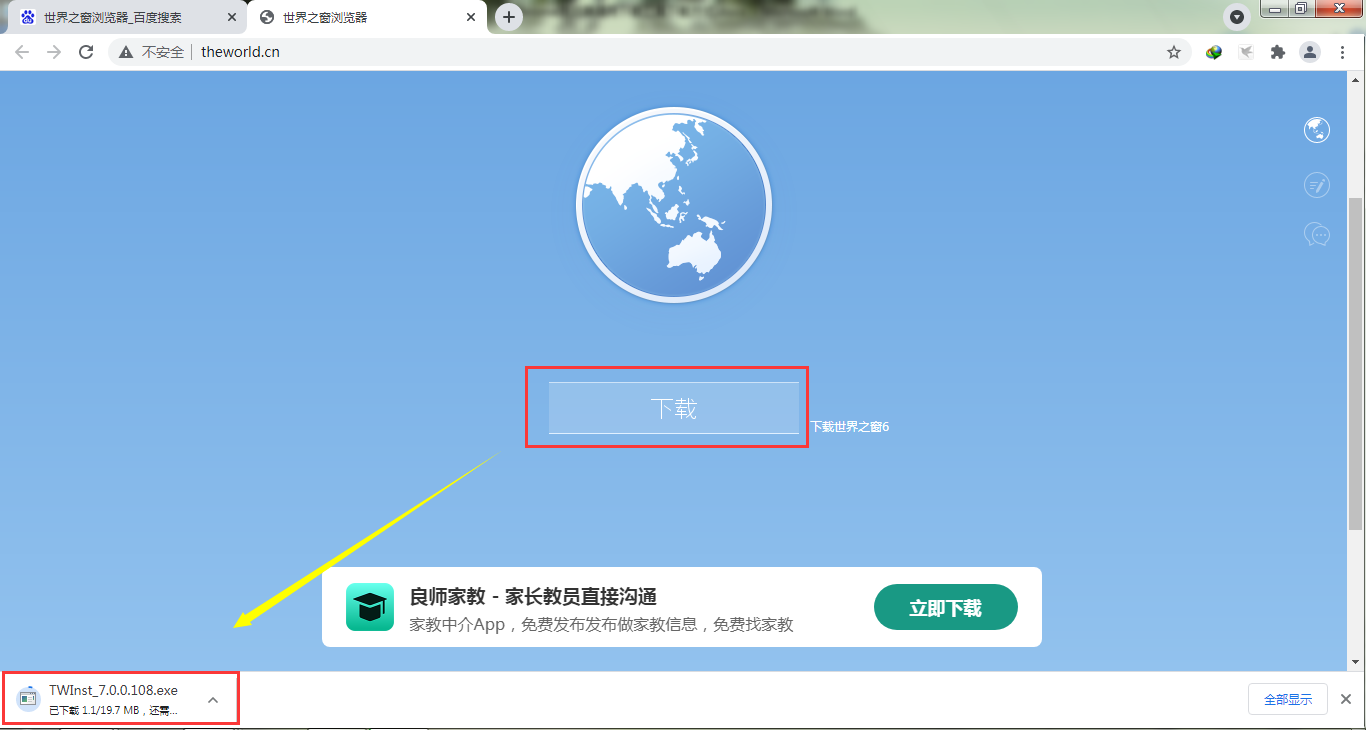 世界之窗浏览器_百度搜索
世界之窗浏览器
不安全
theworld.cn
下载
下载世界之窗6
良师家教 - 家长教员直接沟通
家教中介App，免费发布发布做家教信息，免费找家教
立即下载
TWInst_7.0.0.108.exe
已下载 1.1/19.7 MB，还需...
全部显示